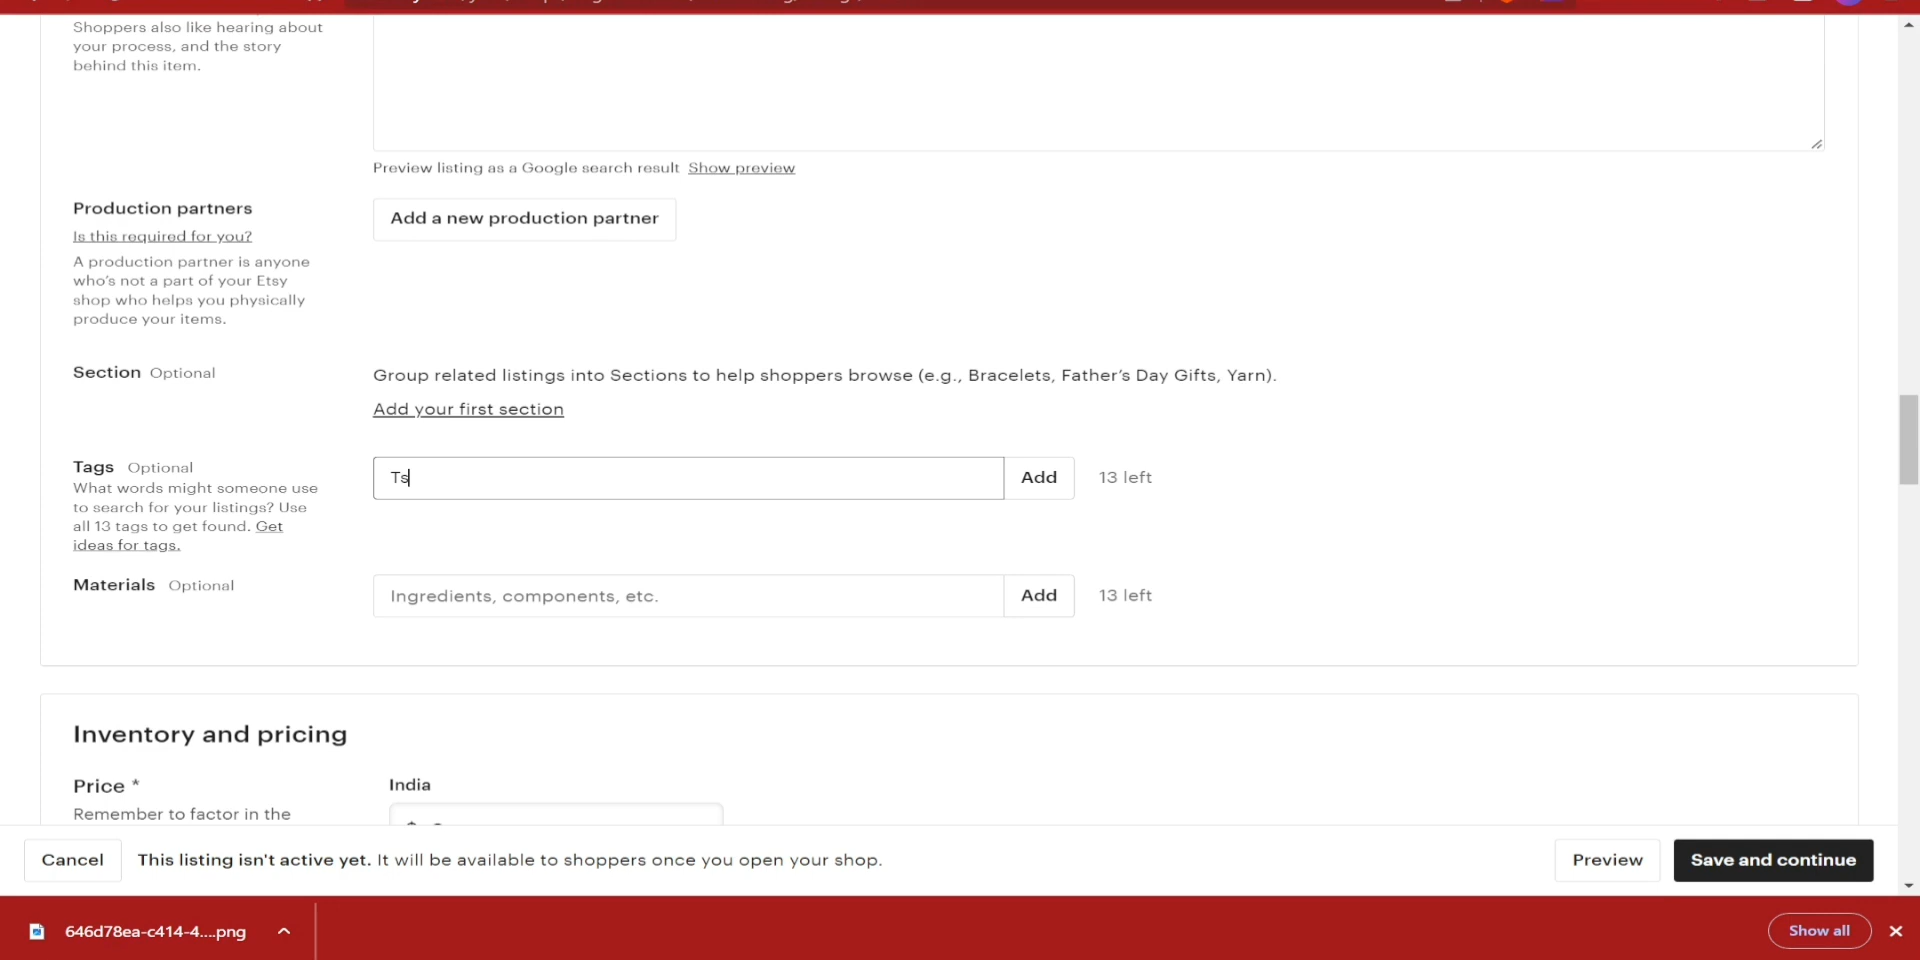 Shoppers also like hearing about
your process, and the story
behind this item.
Preview listing as a Google search result Show preview
Production partners
Add a new production partner
Is this required for you?
A production partner is anyone
who's not a part of your Etsy
shop who helps you physically
produce your items.
Section Optional
Group related listings into Sections to help shoppers browse (e.g., Bracelets, Father's Day Gifts, Yarn).
Add your first section
Tags Optional
What words might someone use
to search for your listings? Use
all 13 tags to get found. Get
ideas for tags.
Ts
Add
13 left
Materials Optional
Ingredients, components, etc.
Add
13 left
Inventory and pricing
Price *
India
Remember to factor in the
Cancel
This listing isn't active yet. It will be available to shoppers once you open your shop.
Preview
Save and continue
646d78ea-c414-4....png
Show all